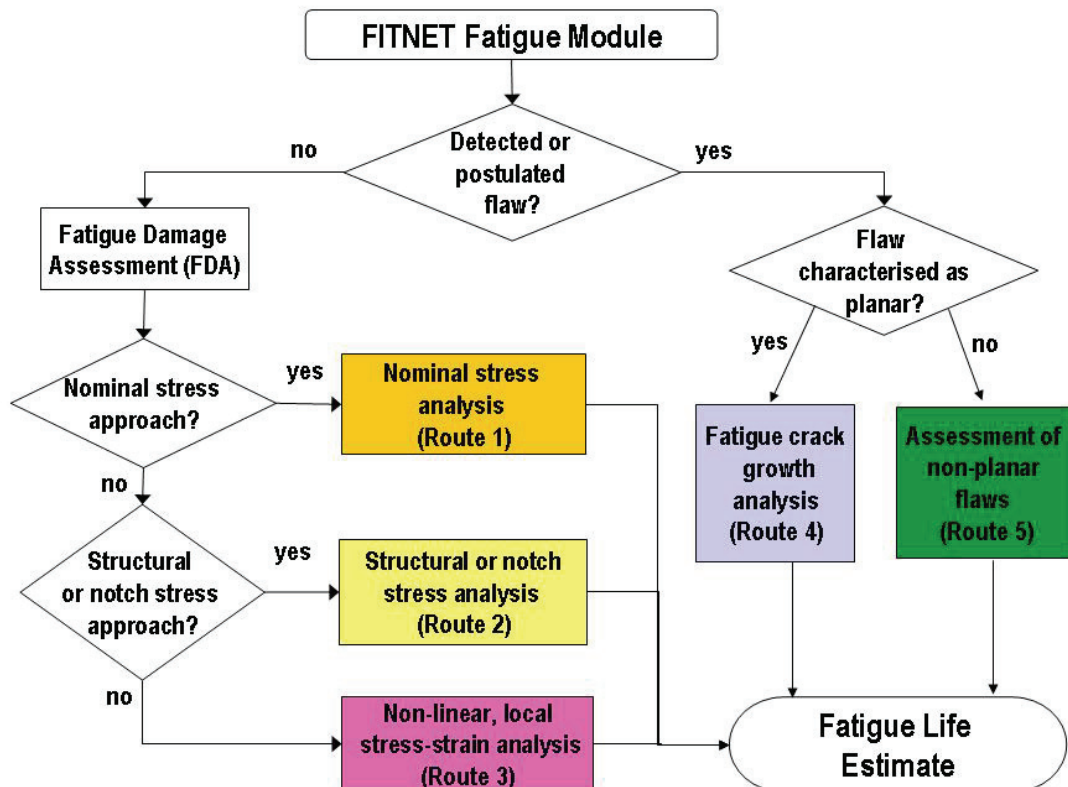 FITNET Fatigue Module
Detected or
postulated
flaw?
no
yes
Fatigue Damage
Assessment (FDA)
Flaw
characterised as
planar?
yes
no
Nominal stress
approach?
yes
no
Nominal stress
analysis
(Route 1)
Fatigue crack
growth
analysis
(Route 4)
Assessment of
non-planar
flaws
(Route 5)
Structural
or notch stress
approach?
yes
no
Structural or notch
stress analysis
(Route 2)
Non-linear, local
stress-strain analysis
(Route 3)
Fatigue Life
Estimate